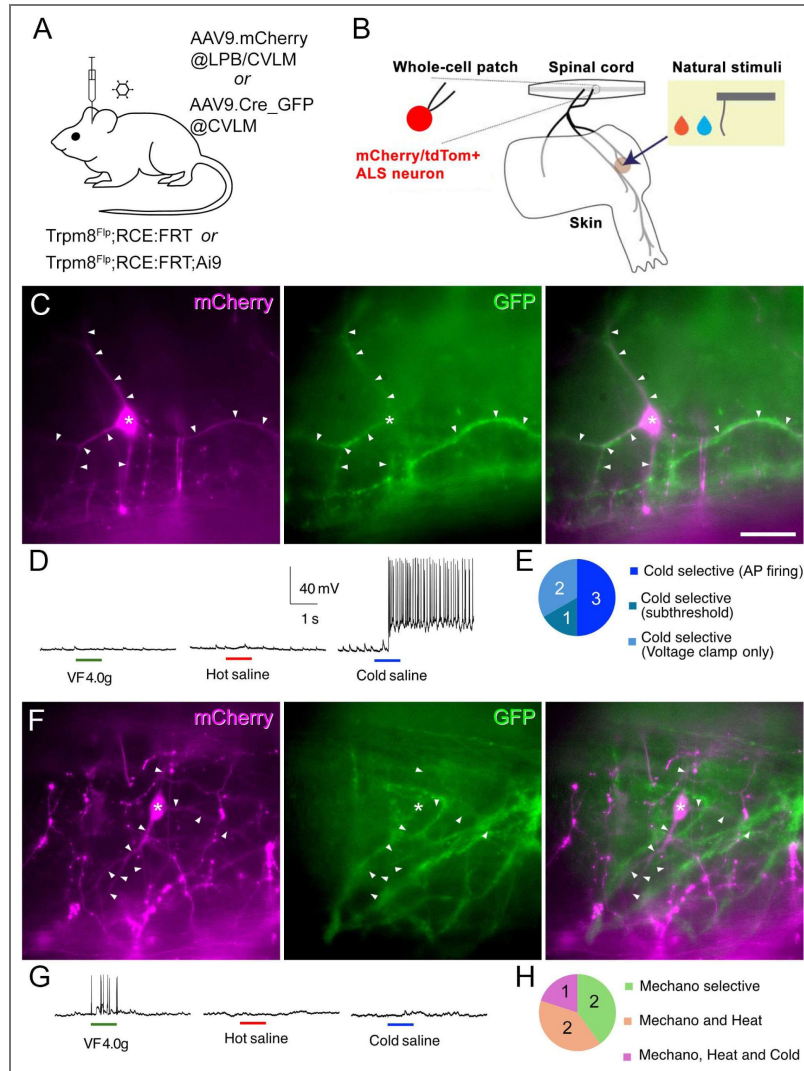 A
AAV9.mCherry
@LPB/CVLM
or
AAV9.Cre_GFP
@CVLM
Trpm8Flp;RCE:FRT or
Trpm8Flp;RCE:FRT;Ai9
B
Whole-cell patch
Spinal cord
Natural stimuli
mCherry/tdTom+
ALS neuron
Skin
C
mCherry
GFP
*
*
*
D
40 mV
1 s
VF4.0g
Hot saline
Cold saline
E
2
3
1
Cold selective (AP firing)
Cold selective
(subthreshold)
Cold selective
(Voltage clamp only)
F
mCherry
GFP
*
*
*
G
VF4.0g
Hot saline
Cold saline
H
1
2
2
Mechano selective
Mechano and Heat
Mechano, Heat and Cold